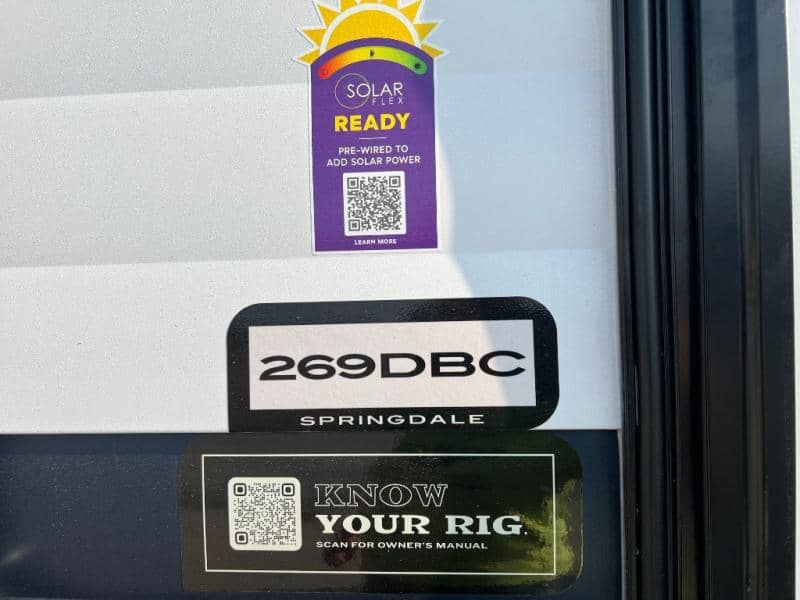 SOLAR
FLEX
READY
PRE-WIRED TO
ADD SOLAR POWER
LEARN MORE
269DBC
SPRINGDALE
KNOW
YOUR RIG.
SCAN FOR OWNER'S MANUAL